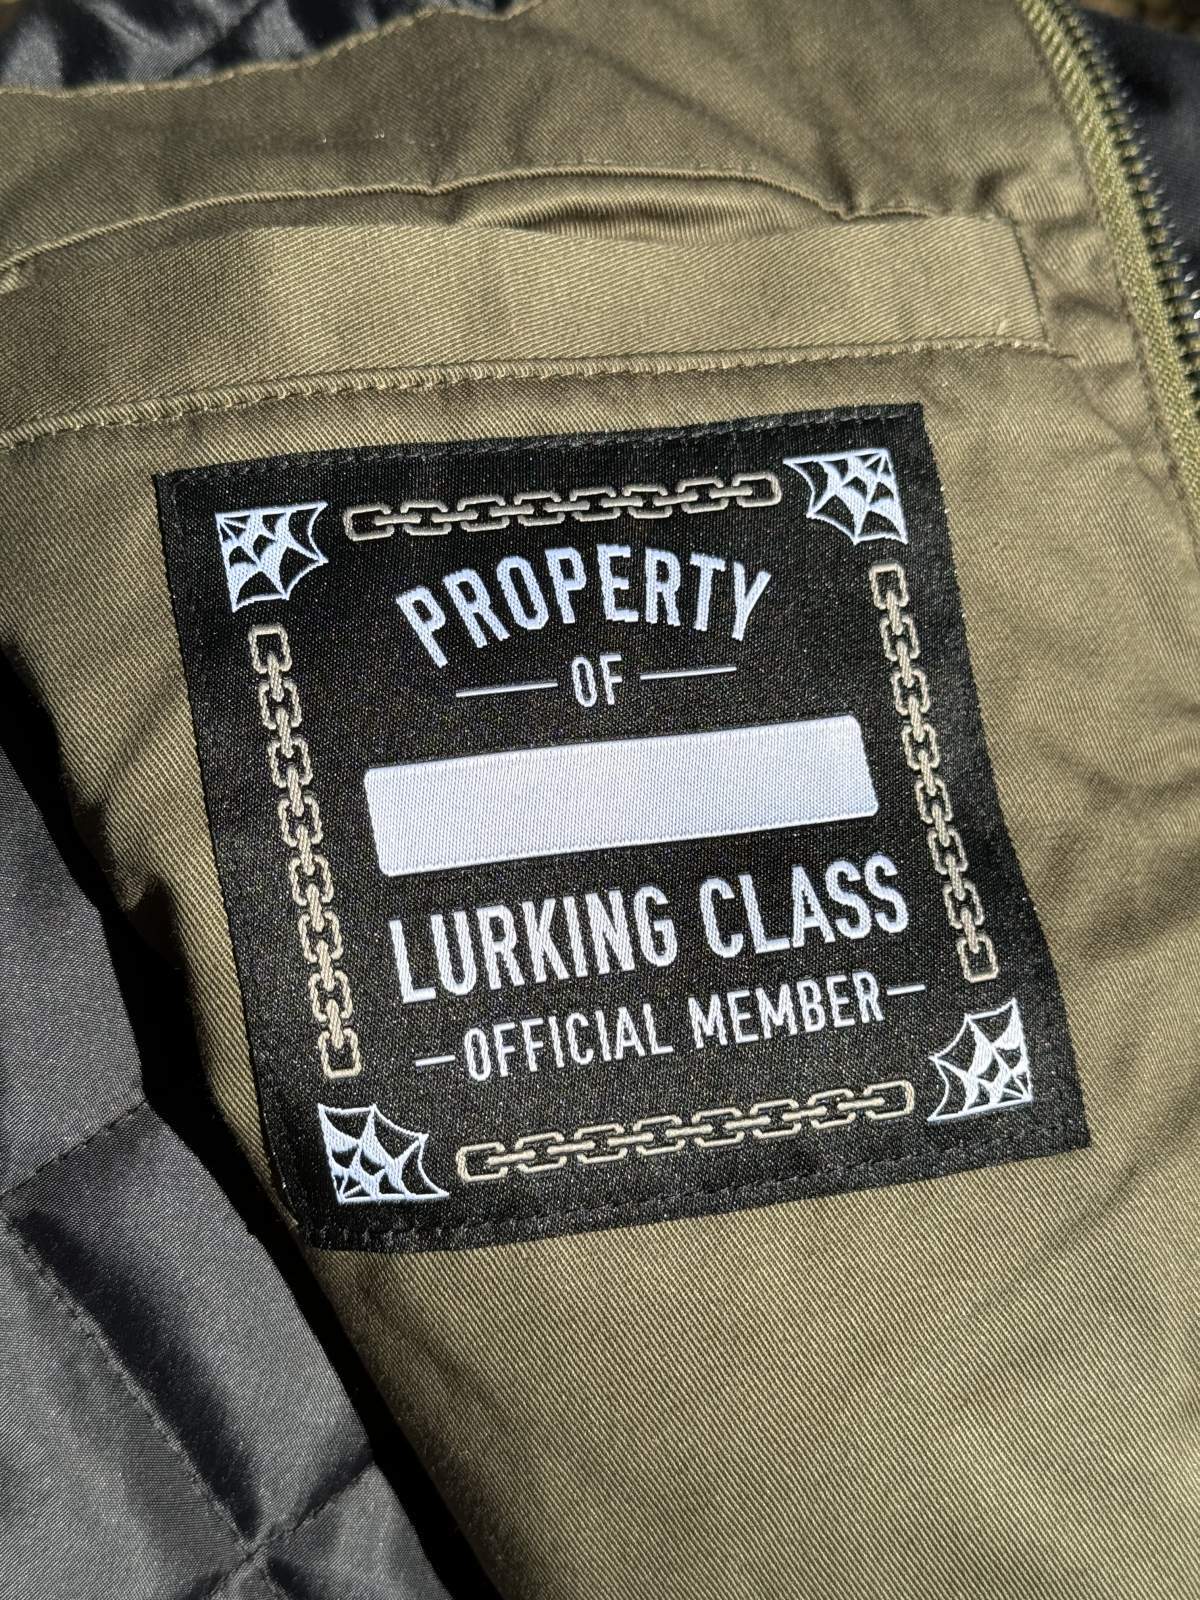 PROPERTY
OF
LURKING CLASS
-OFFICIAL MEMBER-